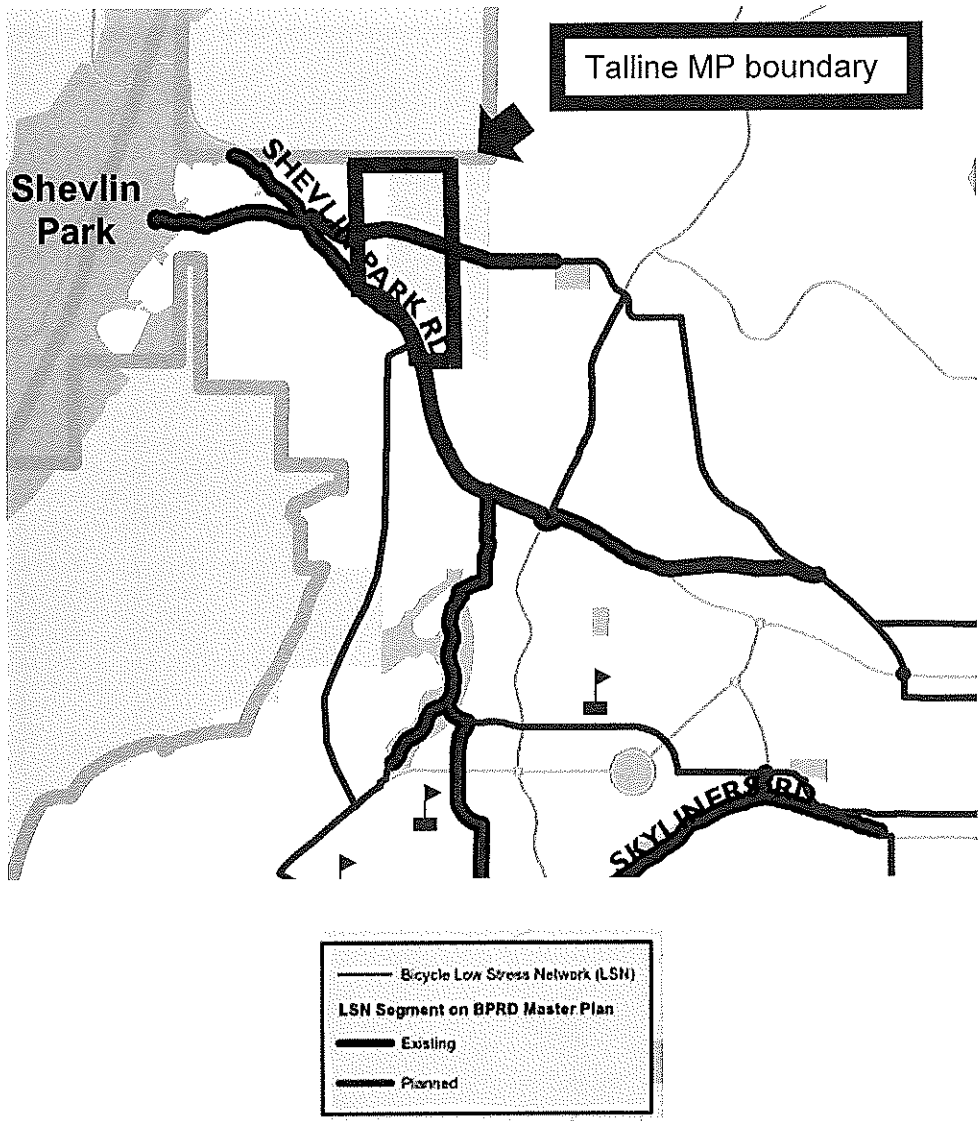 Talline MP boundary
SHEVLIN PARK RD
Shevlin
Park
SKYLINERS RD
Bicycle Low Stress Network (LSN)
LSN Segment on BPRD Master Plan
Existing
Planned